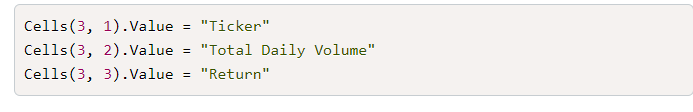 Cells(3, 1).Value = "Ticker"
Cells(3, 2).Value = "Total Daily Volume"
Cells(3, 3).Value = "Return"